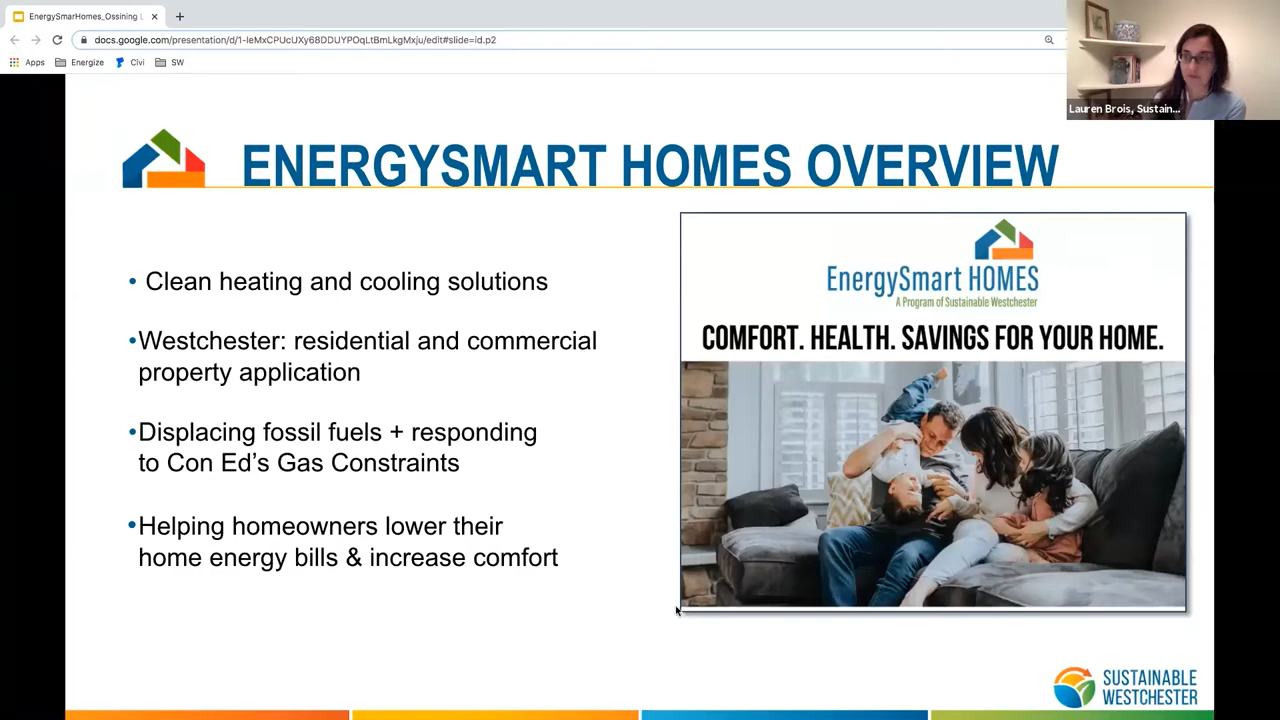 EnergySmarHomes_Ossining L
docs.google.com/presentation/d/1-IeMxCPUcUXy68DDUYPOqLtBmLkgMxju/edit#slide=id.p2
Apps Energize Civi SW
Lauren Brois, Sustain...
ENERGYSMART HOMES OVERVIEW
• Clean heating and cooling solutions
•Westchester: residential and commercial
property application
•Displacing fossil fuels + responding
to Con Ed’s Gas Constraints
•Helping homeowners lower their
home energy bills & increase comfort
EnergySmart HOMES
A Program of Sustainable Westchester
COMFORT. HEALTH. SAVINGS FOR YOUR HOME.
SUSTAINABLE
WESTCHESTER